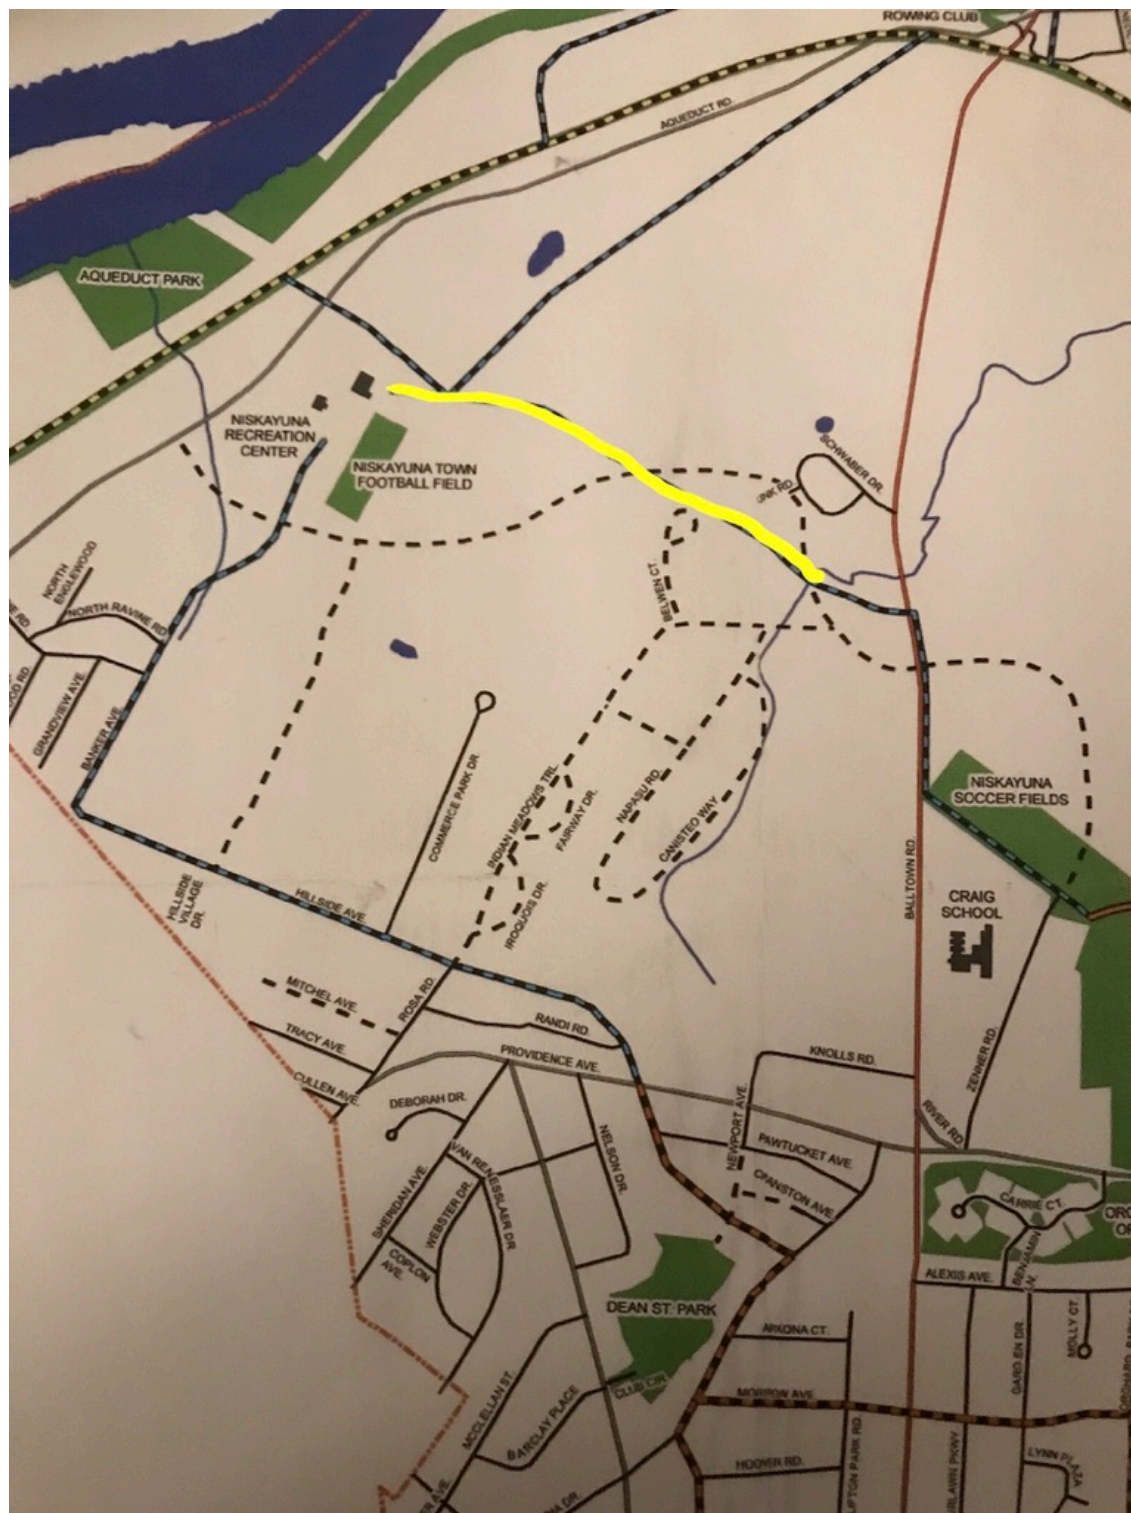 ROWING CLUB
AQUEDUCT RD.
AQUEDUCT PARK
NISKAYUNA
RECREATION
CENTER
NISKAYUNA TOWN
FOOTBALL FIELD
SCHWABER DR.
RD.
BELWEN CT.
NORTH
ENGLEWOOD
NORTH RAVINE RD
RD.
GRANDVIEW AVE.
BANKER AVE.
COMMERCE PARK DR.
INDIAN MEADOWS TRL.
FAIRWAY DR.
NAPASU RD.
CANISTEO WAY
IROQUOIS DR.
NISKAYUNA
SOCCER FIELDS
BALLTOWN RD.
CRAIG
SCHOOL
HILLSIDE
VILLAGE
DR.
HILLSIDE AVE.
MITCHEL AVE.
ROSA RD.
TRACY AVE.
RANDI RD.
PROVIDENCE AVE.
CULLEN AVE.
KNOLLS RD.
ZENNER RD.
DEBORAH DR.
NELSON DR.
NEWPORT AVE.
PAWTUCKET AVE.
RIVER RD.
VAN RENESSLAER DR.
SHERIDAN AVE.
WEBSTER DR.
COPLON
AVE.
CRANSTON AVE.
CARRIE CT.
BENJAMIN
LN.
ALEXIS AVE.
DEAN ST. PARK
MOLLY CT.
GARDEN DR.
MCCLELLAN ST.
BARCLAY PLACE
CLUB CIR.
MORROW AVE.
HOOVER RD.
LYNN PLAZA